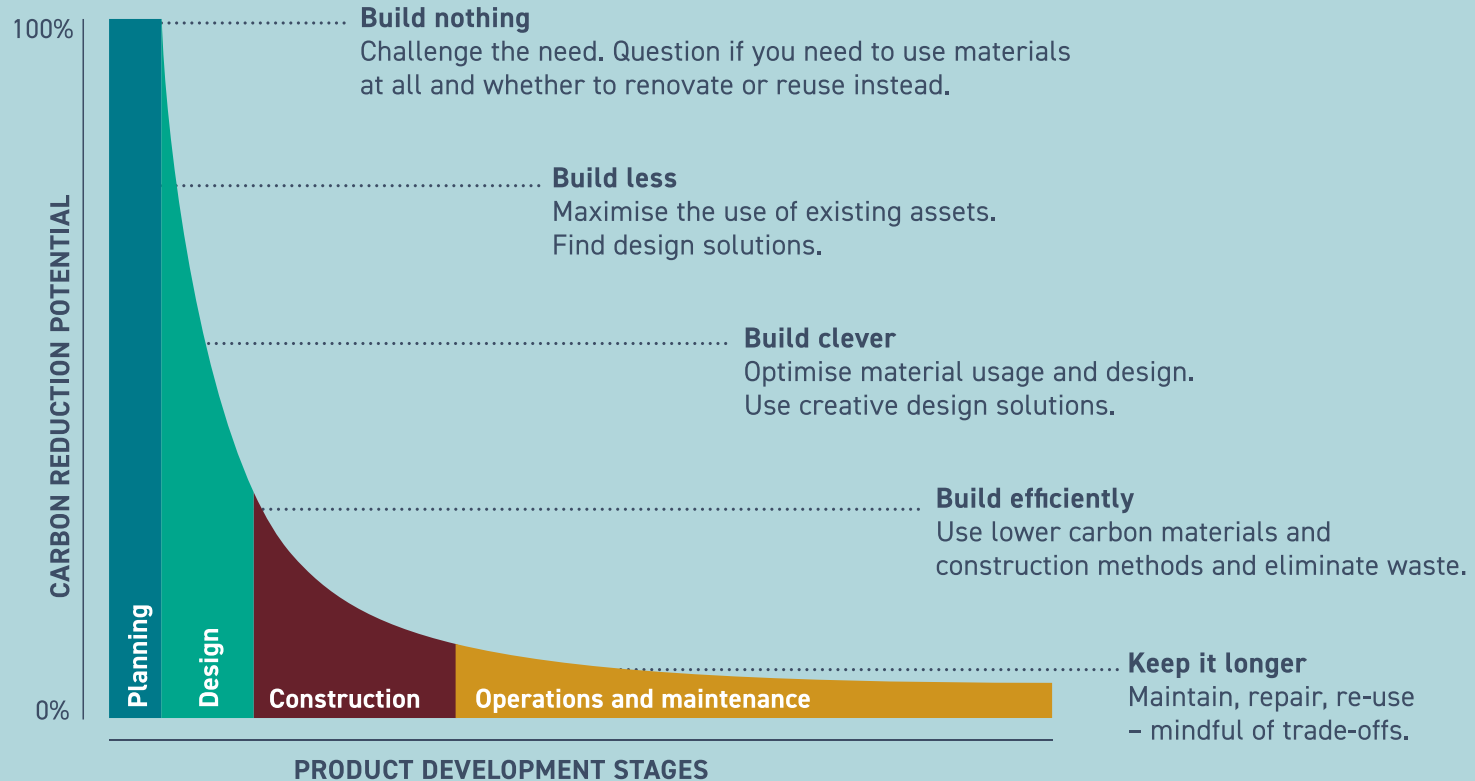 100%
Build nothing
Challenge the need. Question if you need to use materials
at all and whether to renovate or reuse instead.
Build less
Maximise the use of existing assets.
Find design solutions.
Build clever
Optimise material usage and design.
Use creative design solutions.
Build efficiently
Use lower carbon materials and
construction methods and eliminate waste.
Keep it longer
Maintain, repair, re-use
– mindful of trade-offs.
CARBON REDUCTION POTENTIAL
Planning
Design
Construction
Operations and maintenance
0%
PRODUCT DEVELOPMENT STAGES